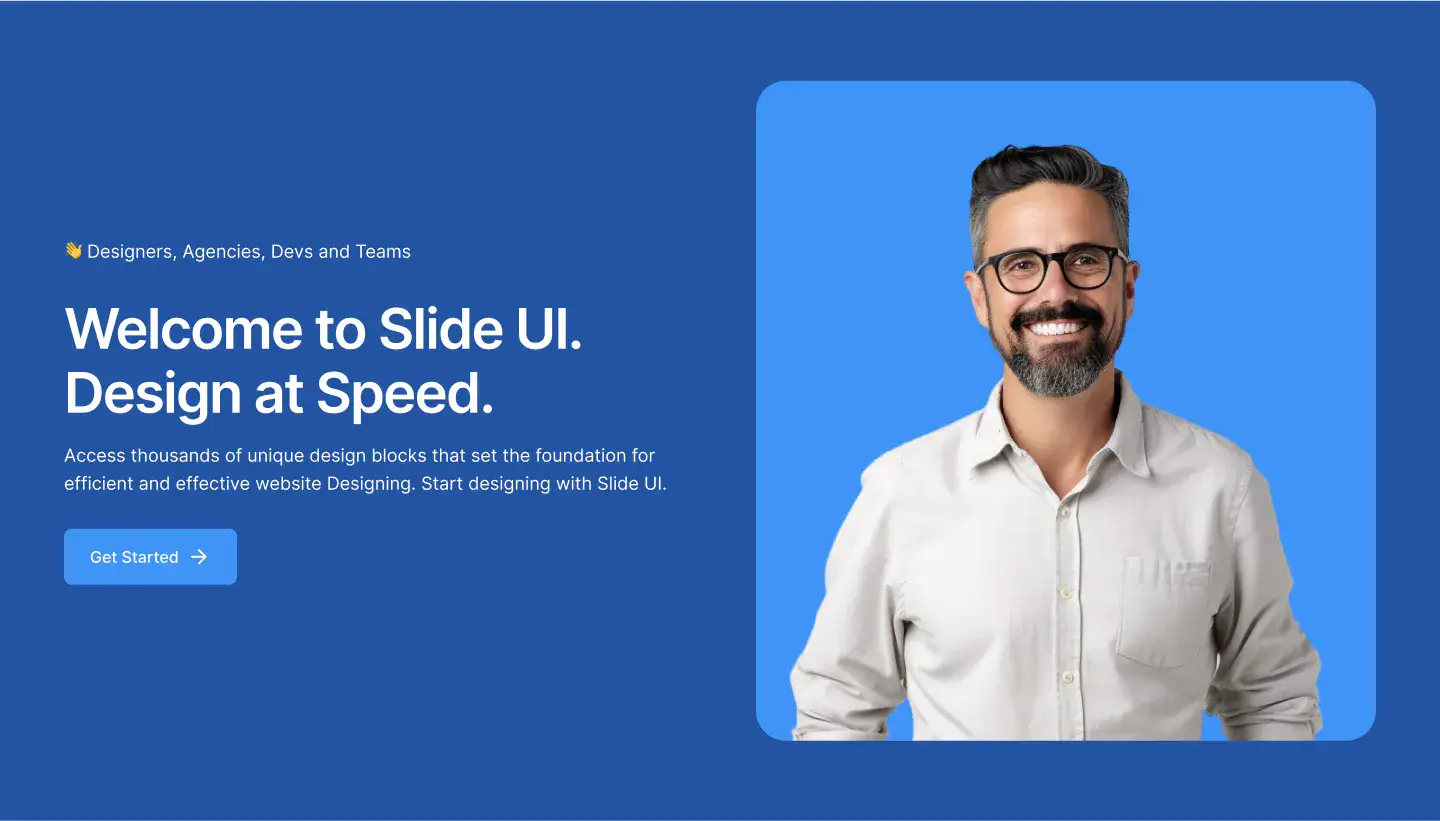 👋 Designers, Agencies, Devs and Teams
Welcome to Slide UI.
Design at Speed.
Access thousands of unique design blocks that set the foundation for
efficient and effective website Designing. Start designing with Slide UI.
Get Started →